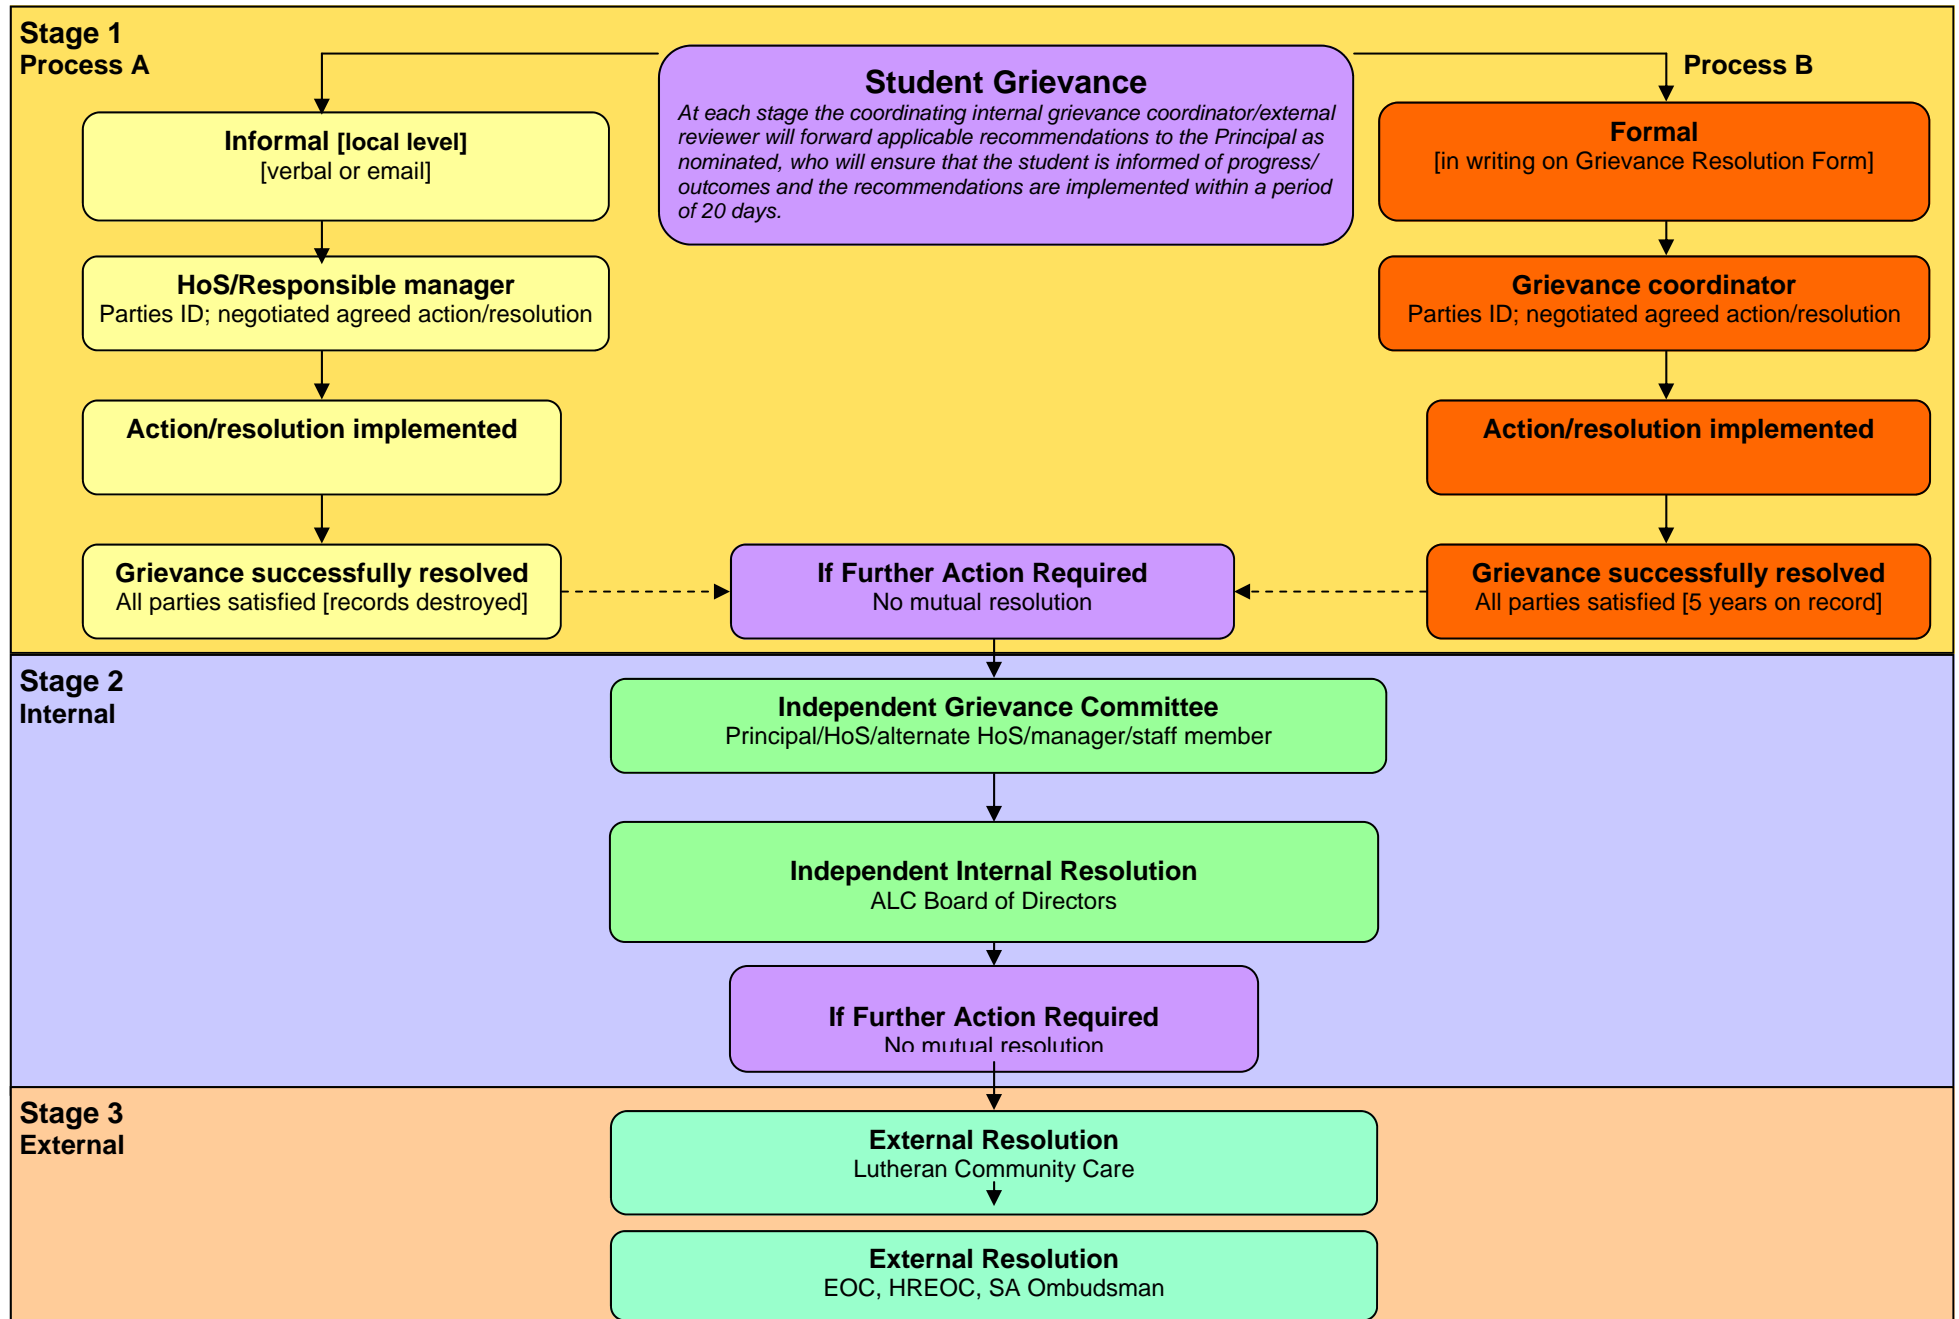 Stage 1
Process A
Student Grievance
At each stage the coordinating internal grievance coordinator/external
reviewer will forward applicable recommendations to the Principal as
nominated, who will ensure that the student is informed of progress/
outcomes and the recommendations are implemented within a period
of 20 days.
Process B
Informal [local level]
[verbal or email]
Formal
[in writing on Grievance Resolution Form]
HoS/Responsible manager
Parties ID; negotiated agreed action/resolution
Grievance coordinator
Parties ID; negotiated agreed action/resolution
Action/resolution implemented
Action/resolution implemented
Grievance successfully resolved
All parties satisfied [records destroyed]
If Further Action Required
No mutual resolution
Grievance successfully resolved
All parties satisfied [5 years on record]
Stage 2
Internal
Independent Grievance Committee
Principal/HoS/alternate HoS/manager/staff member
Independent Internal Resolution
ALC Board of Directors
If Further Action Required
No mutual resolution
Stage 3
External
External Resolution
Lutheran Community Care
External Resolution
EOC, HREOC, SA Ombudsman